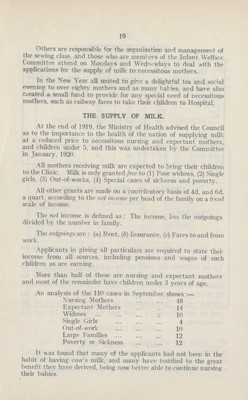 19
Others are responsible for the organisation and management of
the sewing class, and those who are members of the Infant Welfare
Committee attend on Mondays and Wednesdays to deal with the
applications for the supply of milk to necessitous mothers.
In the New Year all united to give a delightful tea and social
evening to over eighty mothers and as many babies, and have also
created a small fund to provide for any special need of necessitous
mothers, such as railway fares to take their children to Hospital.
THE SUPPLY OF MILK.
At the end of 1919, the Ministry of Health advised the Council
as to the importance to the health of the nation of supplying milk
at a reduced price to necessitous nursing and expectant mothers,
and children under 5, and this was undertaken by the Committee
in January, 1920.
All mothers receiving milk are expected to bring their children
to the Clinic. Milk is only granted free to (1) Poor widows, (2) Single
girls, (3) Out-of-works, (4) Special cases of sickness and poverty.
All other grants are made on a contributory basis of 4d. and 6d.
a quart, according to the net income per head of the family on a fixed
scale of income.
The net income is defined as : The income, less the outgoings
divided by the number in family.
The outgoings are : (a) Rent, (b) Insurance, (c) Fares to and from
work.
Applicants in giving all particulars are required to state their
income from all sources, including pensions and wages of such
children as are earning.
More than half of these are nursing and expectant mothers
and most of the remainder have children under 3 years of age.
An analysis of the 110 cases in September shows :—
Nursing Mothers ... ... 48
Expectant Mothers ... ... 14
Widows ... ... ... 10
Single Girls ... ... ... 4
Out-of-work ... ... ... 10
Large Families ... ... 12
Poverty or Sickness ... ... 12
It was found that many of the applicants had not been in the
habit of having cow's milk, and many have testified to the great
benefit they have derived, being now better able to continue nursing
their babies.